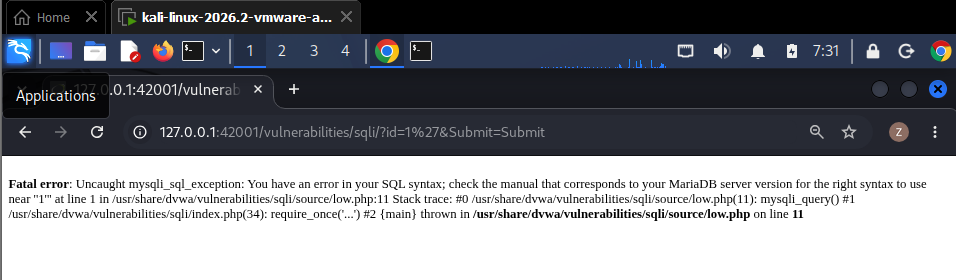 Home
kali-linux-2026.2-vmware-a...
1 2 3 4
7:31
Applications
.0.1:42001/vulnerab
127.0.0.1:42001/vulnerabilities/sqli/?id=1%27&Submit=Submit
Z
Fatal error: Uncaught mysqli_sql_exception: You have an error in your SQL syntax; check the manual that corresponds to your MariaDB server version for the right syntax to use
near ''1''' at line 1 in /usr/share/dvwa/vulnerabilities/sqli/source/low.php:11 Stack trace: #0 /usr/share/dvwa/vulnerabilities/sqli/source/low.php(11): mysqli_query() #1
/usr/share/dvwa/vulnerabilities/sqli/index.php(34): require_once('...') #2 {main} thrown in /usr/share/dvwa/vulnerabilities/sqli/source/low.php on line 11